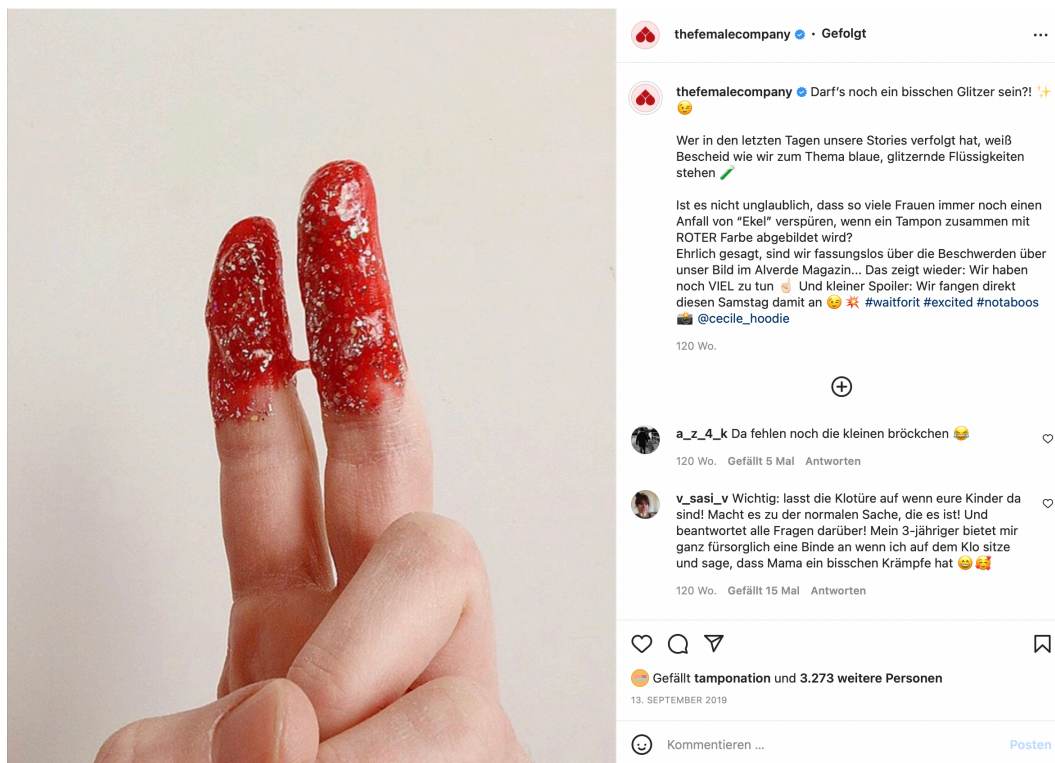 thefemalecompany • Gefolgt
thefemalecompany Darf's noch ein bisschen Glitzer sein?! ✨
😉
Wer in den letzten Tagen unsere Stories verfolgt hat, weiß
Bescheid wie wir zum Thema blaue, glitzernde Flüssigkeiten
stehen 🧪
Ist es nicht unglaublich, dass so viele Frauen immer noch einen
Anfall von “Ekel” verspüren, wenn ein Tampon zusammen mit
ROTER Farbe abgebildet wird?
Ehrlich gesagt, sind wir fassungslos über die Beschwerden über
unser Bild im Alverde Magazin... Das zeigt wieder: Wir haben
noch VIEL zu tun ☝🏻 Und kleiner Spoiler: Wir fangen direkt
diesen Samstag damit an 😉 💥 #waitforit #excited #notaboos
📸 @cecile_hoodie
120 Wo.
a_z_4_k Da fehlen noch die kleinen bröckchen 😂
120 Wo. Gefällt 5 Mal Antworten
v_sasi_v Wichtig: lasst die Klotüre auf wenn eure Kinder da
sind! Macht es zu der normalen Sache, die es ist! Und
beantwortet alle Fragen darüber! Mein 3-jähriger bietet mir
ganz fürsorglich eine Binde an wenn ich auf dem Klo sitze
und sage, dass Mama ein bisschen Krämpfe hat 😄🥰
120 Wo. Gefällt 15 Mal Antworten
Gefällt tamponation und 3.273 weitere Personen
13. SEPTEMBER 2019
Kommentieren ... Posten